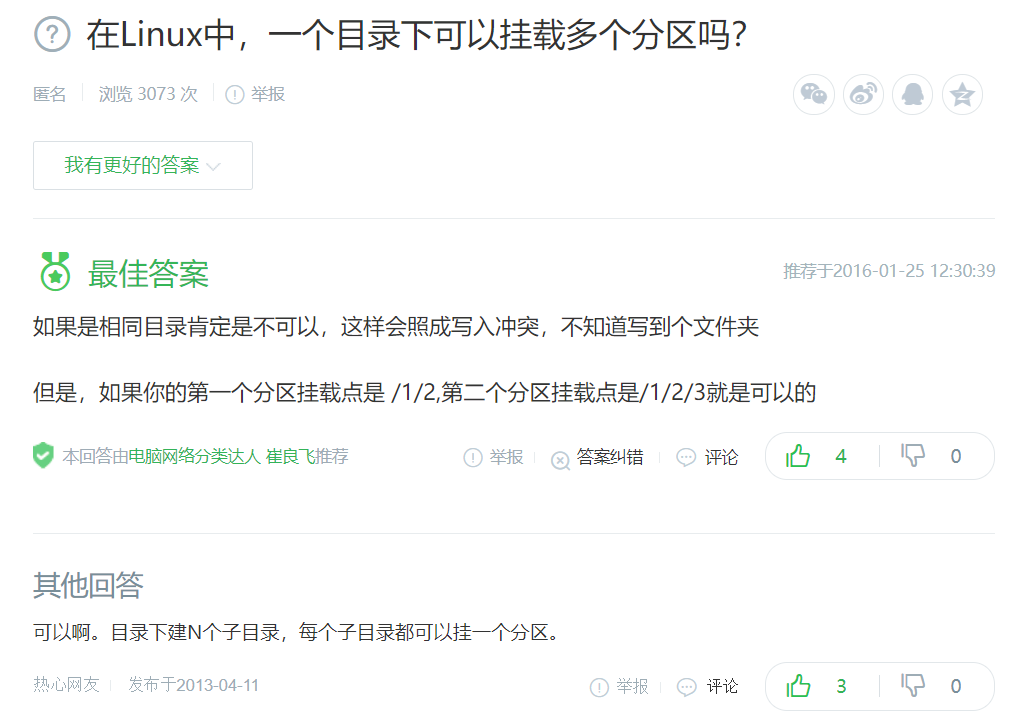 在Linux中，一个目录下可以挂载多个分区吗？
匿名 浏览 3073 次 举报
我有更好的答案
最佳答案 推荐于2016-01-25 12:30:39
如果是相同目录肯定是不可以，这样会照成写入冲突，不知道写到个文件夹
但是，如果你的第一个分区挂载点是 /1/2,第二个分区挂载点是/1/2/3就是可以的
本回答由电脑网络分类达人 崔良飞推荐 举报 答案纠错 评论 4 0
其他回答
可以啊。目录下建N个子目录，每个子目录都可以挂一个分区。
热心网友 发布于2013-04-11 举报 评论 3 0